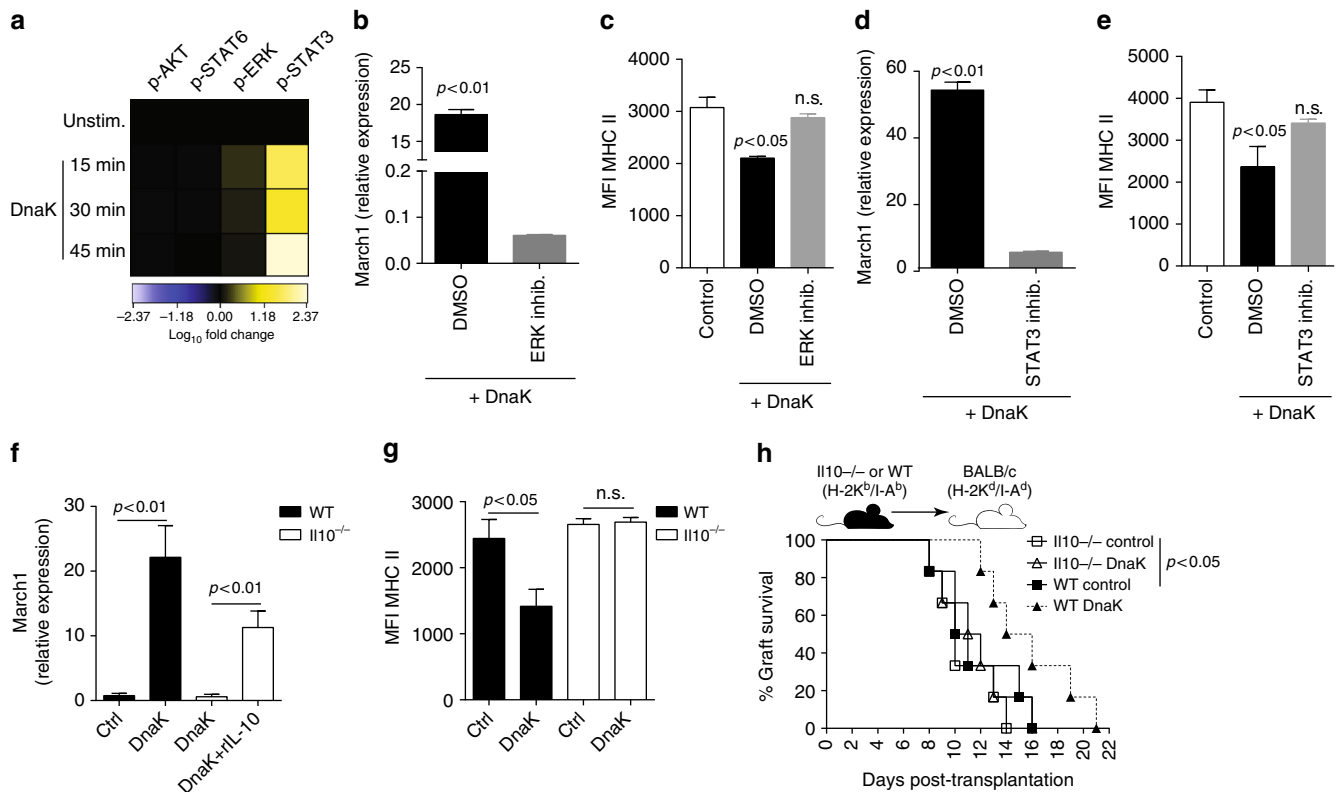 a
p-AKT
p-STAT6
p-ERK
p-STAT3
Unstim.
DnaK
15 min
30 min
45 min
−2.37
−1.18
0.00
1.18
2.37
Log10 fold change
b
March1 (relative expression)
25
20
15
0.2
0.1
0.0
p<0.01
DMSO
ERK inhib.
+ DnaK
c
MFI MHC II
4000
3000
2000
1000
0
p<0.05
n.s.
Control
DMSO
ERK inhib.
+ DnaK
d
March1 (relative expression)
60
40
20
0
p<0.01
DMSO
STAT3 inhib.
+ DnaK
e
MFI MHC II
5000
4000
3000
2000
1000
0
p<0.05
n.s.
Control
DMSO
STAT3 inhib.
+ DnaK
f
March1
(relative expression)
30
20
10
0
p<0.01
p<0.01
WT
Il10−/−
Ctrl
DnaK
DnaK
DnaK+rIL-10
g
MFI MHC II
3000
2000
1000
0
p<0.05
n.s.
WT
Il10−/−
Ctrl
DnaK
Ctrl
DnaK
h
Il10−/− or WT
(H-2Kb/I-Ab)
BALB/c
(H-2Kd/I-Ad)
% Graft survival
100
80
60
40
20
0
Il10−/− control
Il10−/− DnaK
WT control
WT DnaK
p<0.05
0 2 4 6 8 10 12 14 16 18 20 22
Days post-transplantation